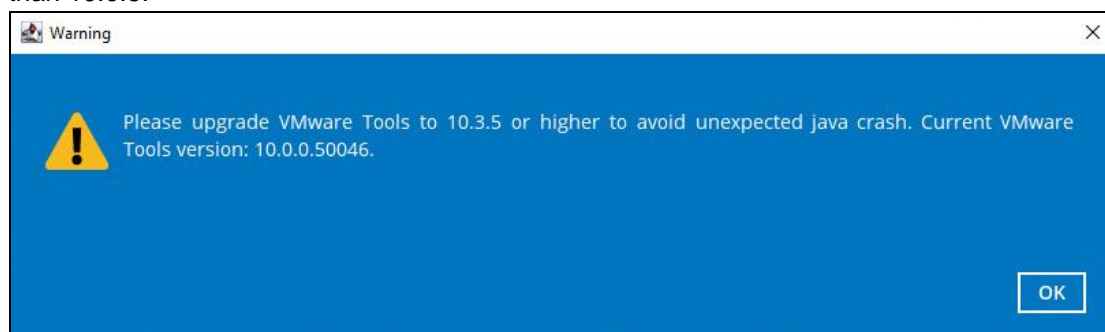 Warning
Please upgrade VMware Tools to 10.3.5 or higher to avoid unexpected java crash. Current VMware
Tools version: 10.0.0.50046.
OK